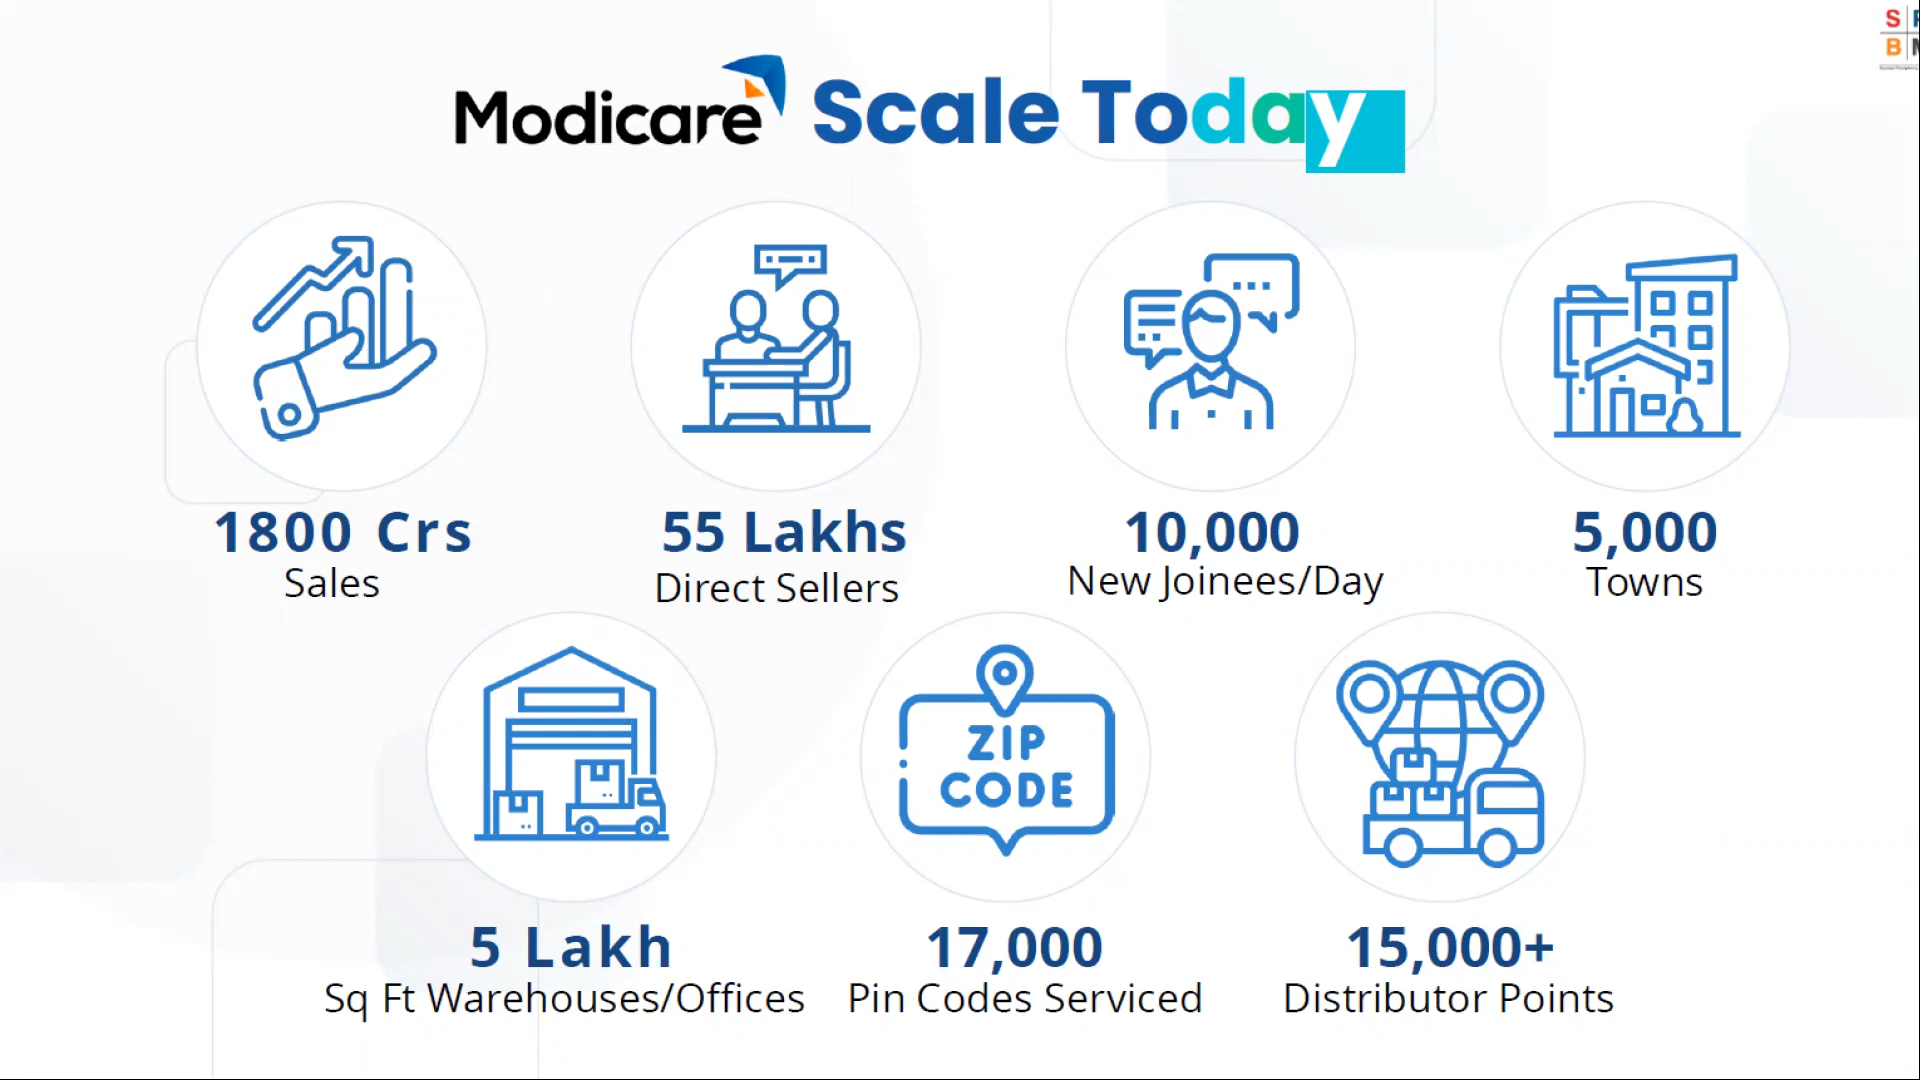 Modicare Scale Today
1800 Crs
Sales
55 Lakhs
Direct Sellers
10,000
New Joinees/Day
5,000
Towns
ZIP
CODE
5 Lakh
Sq Ft Warehouses/Offices
17,000
Pin Codes Serviced
15,000+
Distributor Points